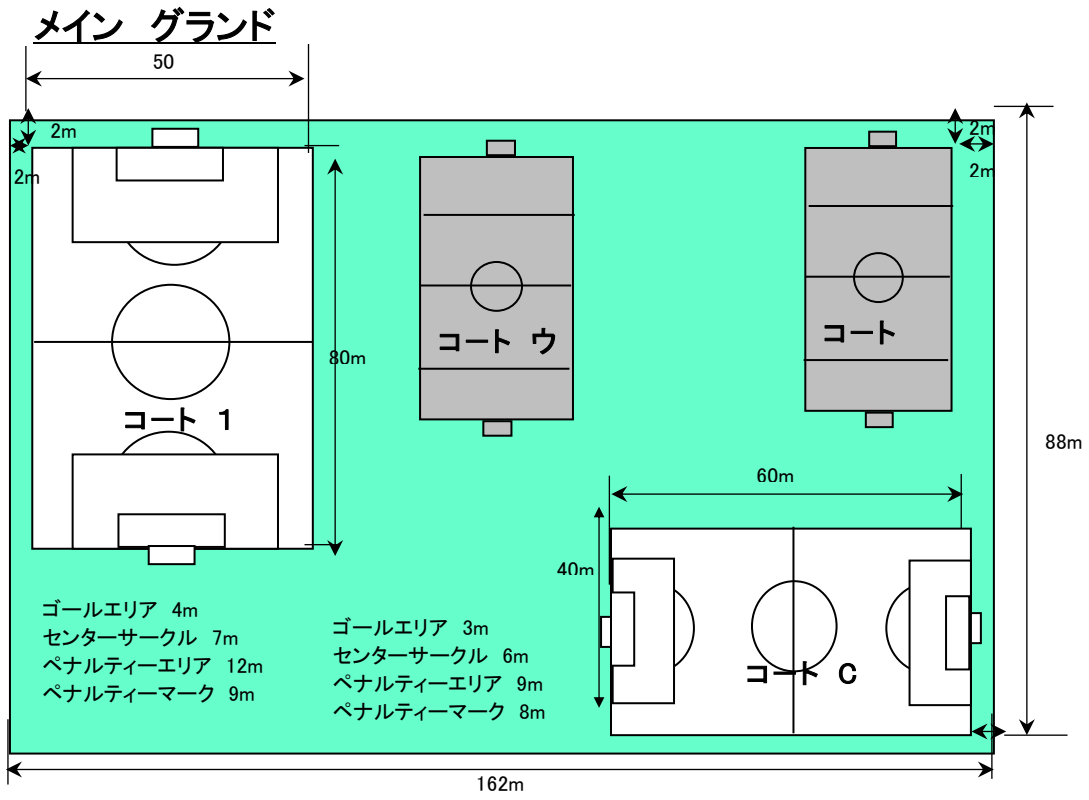 メイン グランド
50
2m
2m
2m
2m
80m
コート ウ
コート
コート 1
88m
60m
40m
ゴールエリア 4m
センターサークル 7m
ペナルティーエリア 12m
ペナルティーマーク 9m
ゴールエリア 3m
センターサークル 6m
ペナルティーエリア 9m
ペナルティーマーク 8m
コート C
162m